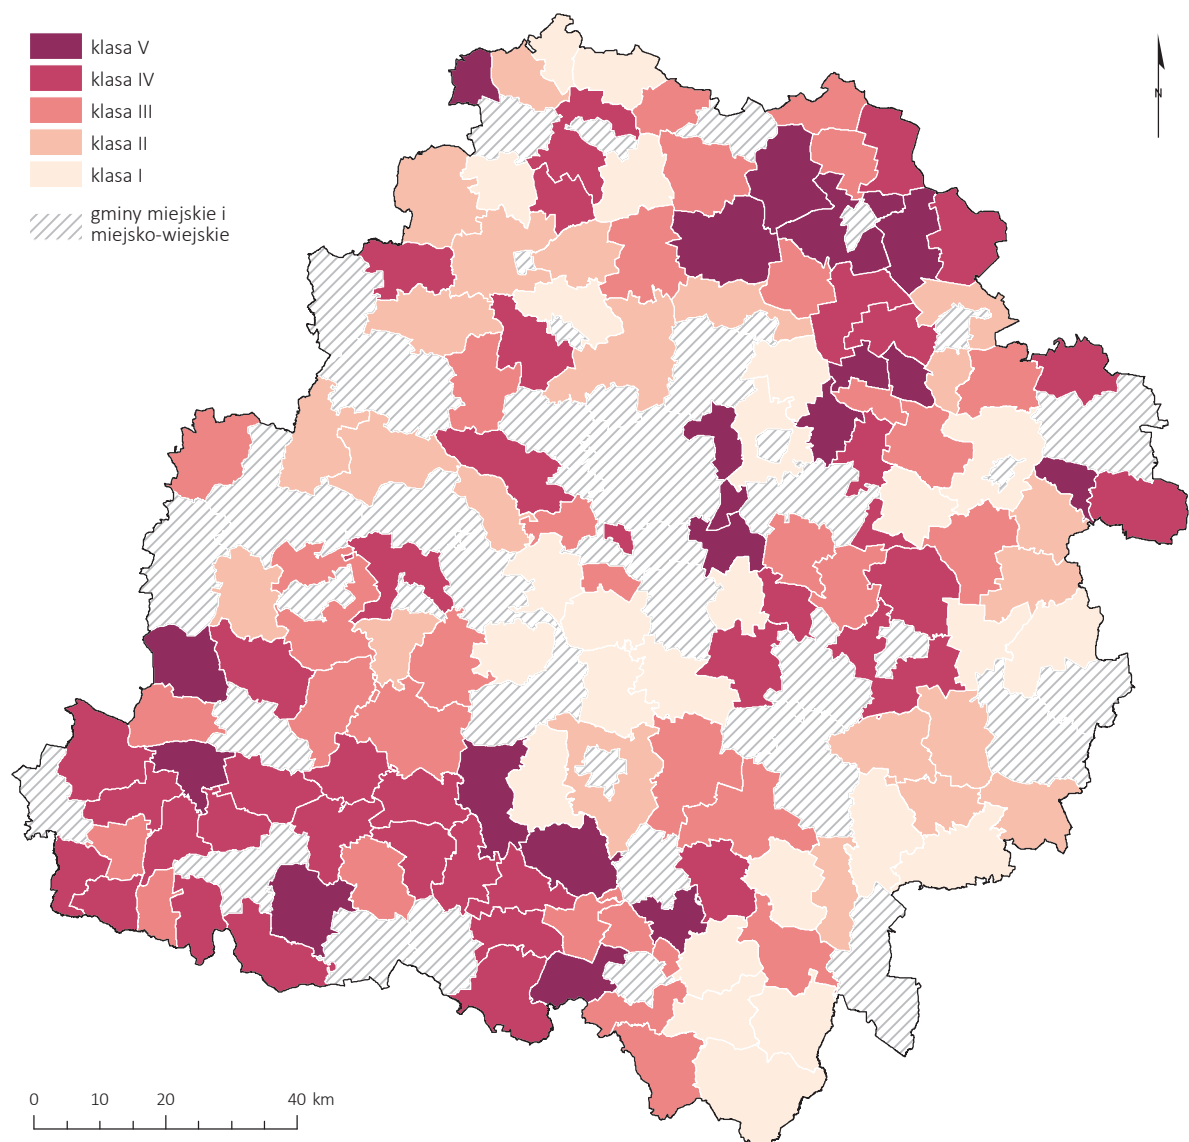 klasa V
klasa IV
klasa III
klasa II
klasa I
gminy miejskie i
miejsko-wiejskie
N
0 10 20 40 km